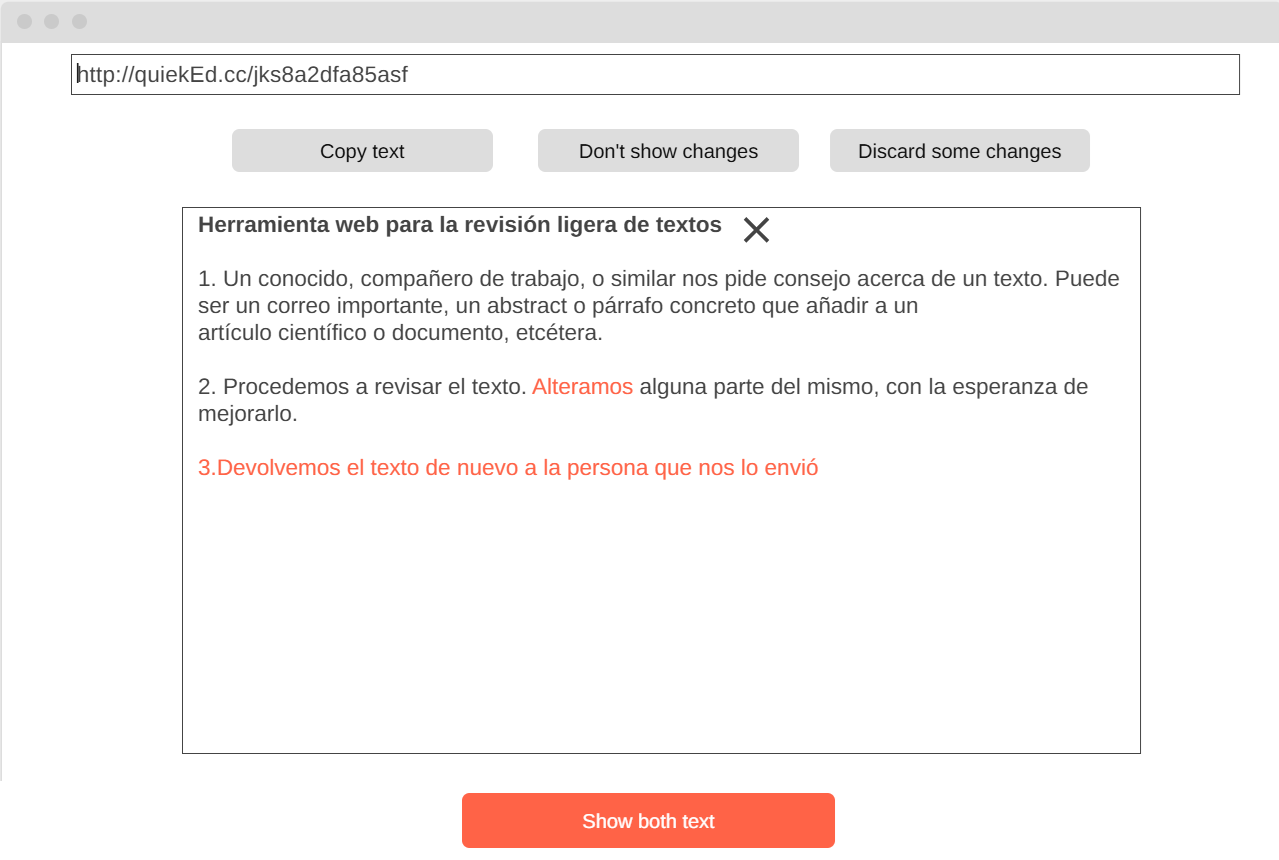 http://quiekEd.cc/jks8a2dfa85asf
Copy text
Don't show changes
Discard some changes
Herramienta web para la revisión ligera de textos
1. Un conocido, compañero de trabajo, o similar nos pide consejo acerca de un texto. Puede
ser un correo importante, un abstract o párrafo concreto que añadir a un
artículo científico o documento, etcétera.
2. Procedemos a revisar el texto. Alteramos alguna parte del mismo, con la esperanza de
mejorarlo.
3.Devolvemos el texto de nuevo a la persona que nos lo envió
Show both text